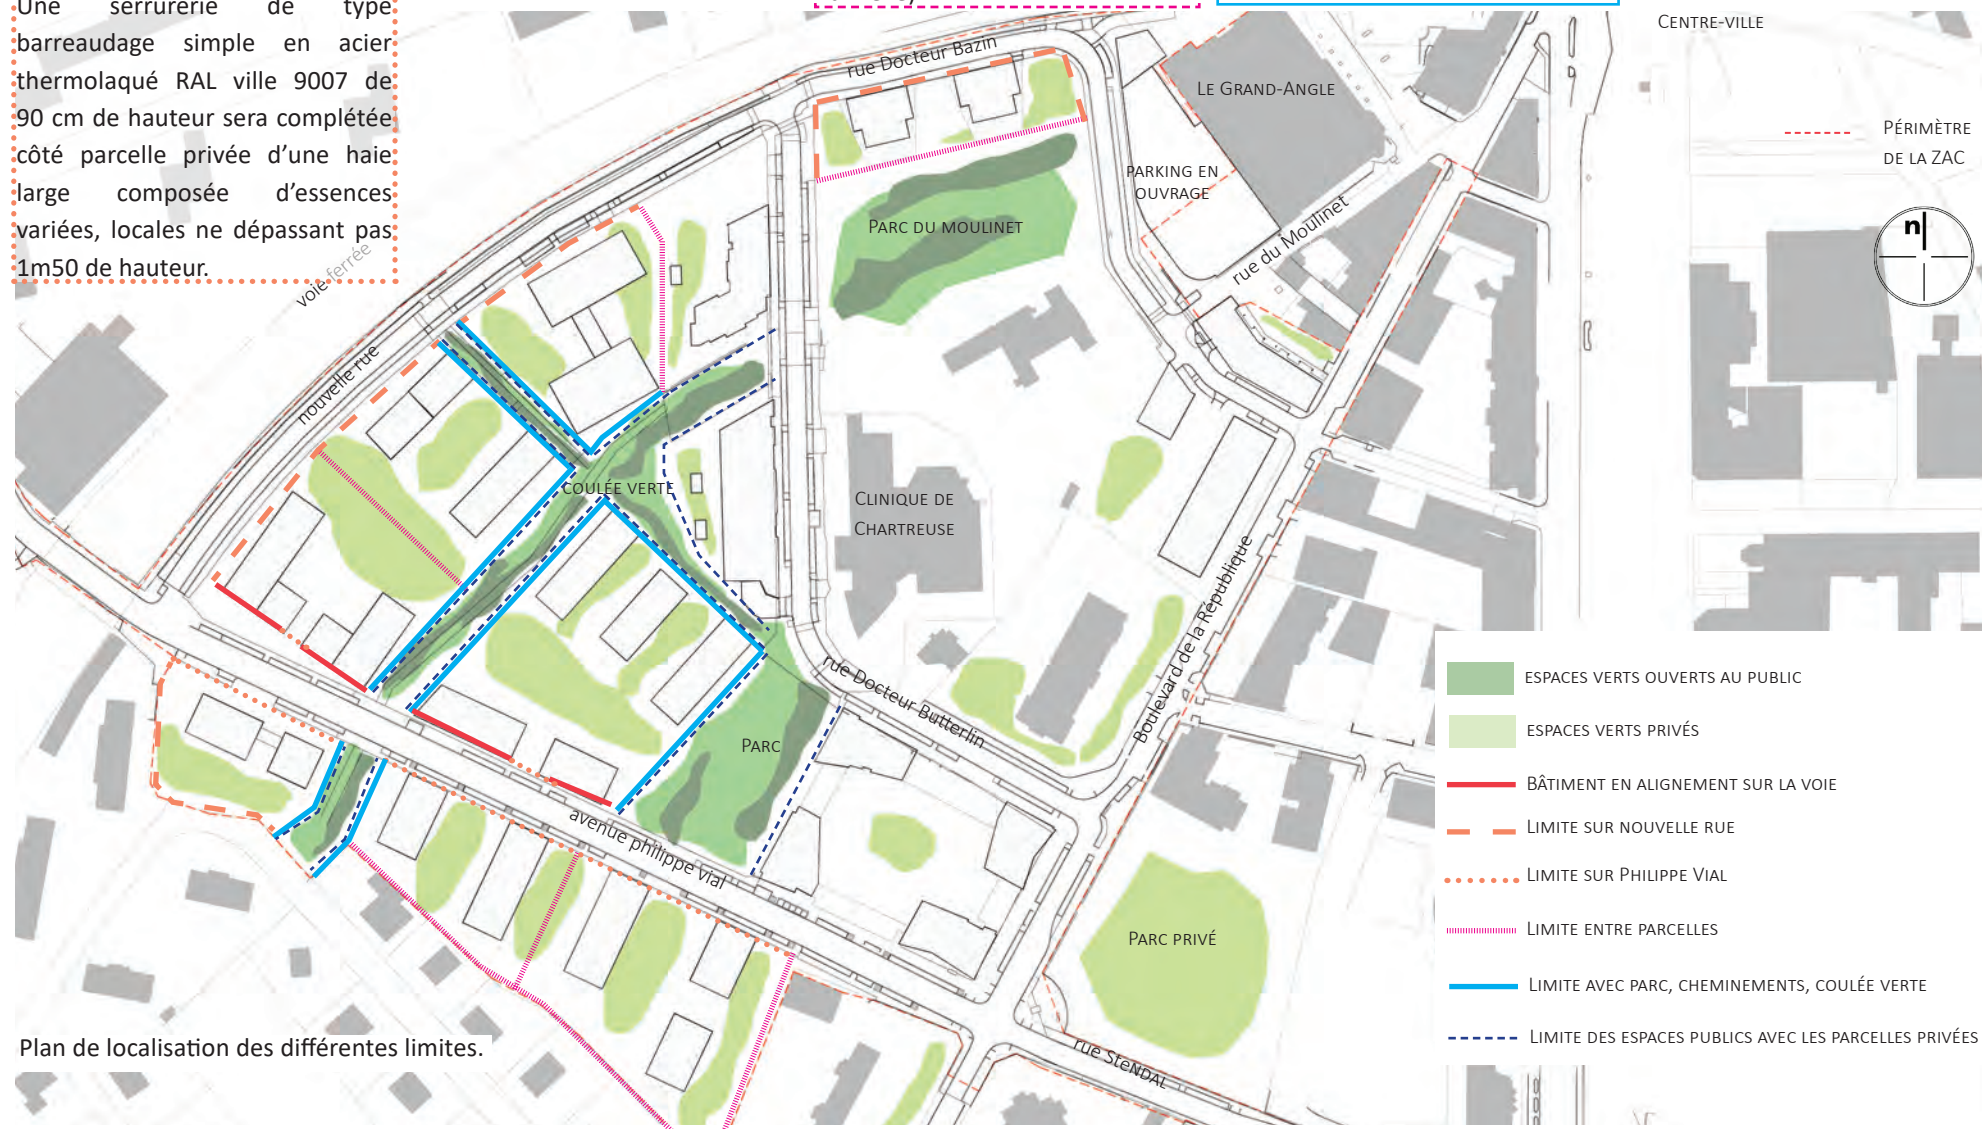 Une serrurerie de type
barreaudage simple en acier
thermolaqué RAL ville 9007 de
90 cm de hauteur sera complétée
côté parcelle privée d'une haie
large composée d'essences
variées, locales ne dépassant pas
1m50 de hauteur.
voie ferrée
nouvelle rue
rue Docteur Bazin
CENTRE-VILLE
LE GRAND-ANGLE
PÉRIMÈTRE
DE LA ZAC
PARKING EN
OUVRAGE
n
PARC DU MOULINET
rue du Moulinet
COULÉE VERTE
CLINIQUE DE
CHARTREUSE
Boulevard de la République
rue Docteur Butterlin
PARC
avenue philippe vial
PARC PRIVÉ
rue SteNDAL
ESPACES VERTS OUVERTS AU PUBLIC
ESPACES VERTS PRIVÉS
BÂTIMENT EN ALIGNEMENT SUR LA VOIE
LIMITE SUR NOUVELLE RUE
LIMITE SUR PHILIPPE VIAL
LIMITE ENTRE PARCELLES
LIMITE AVEC PARC, CHEMINEMENTS, COULÉE VERTE
LIMITE DES ESPACES PUBLICS AVEC LES PARCELLES PRIVÉES
Plan de localisation des différentes limites.